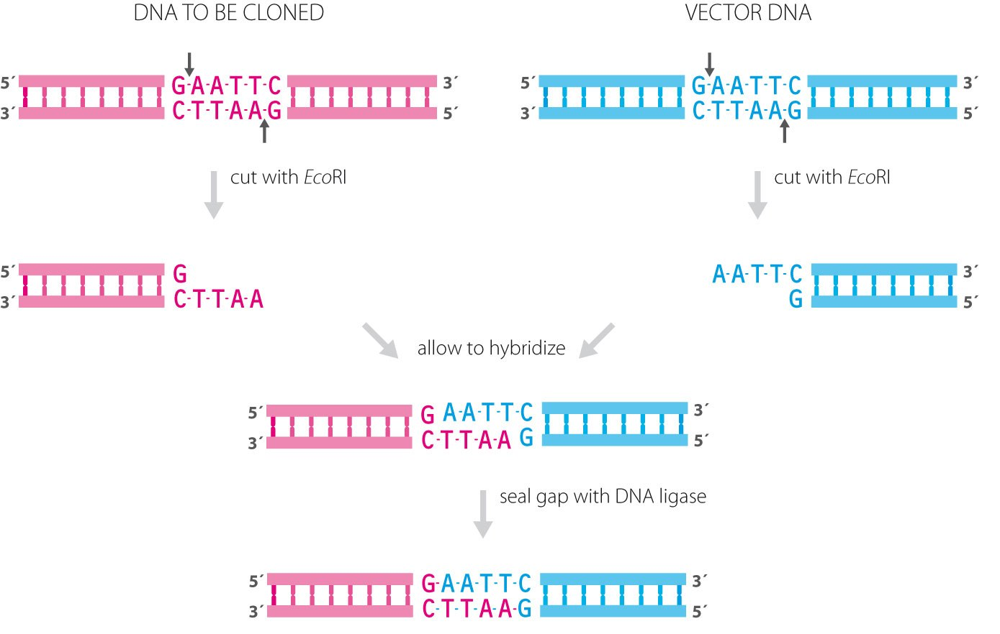 DNA TO BE CLONED VECTOR DNA
5´ G-A-A-T-T-C 3´ 5´ G-A-A-T-T-C 3´
3´ C-T-T-A-A-G 5´ 3´ C-T-T-A-A-G 5´
cut with EcoRI cut with EcoRI
5´ G A-A-T-T-C 3´
3´ C-T-T-A-A G 5´
allow to hybridize
5´ G A-A-T-T-C 3´
3´ C-T-T-A-A G 5´
seal gap with DNA ligase
5´ G-A-A-T-T-C 3´
3´ C-T-T-A-A-G 5´